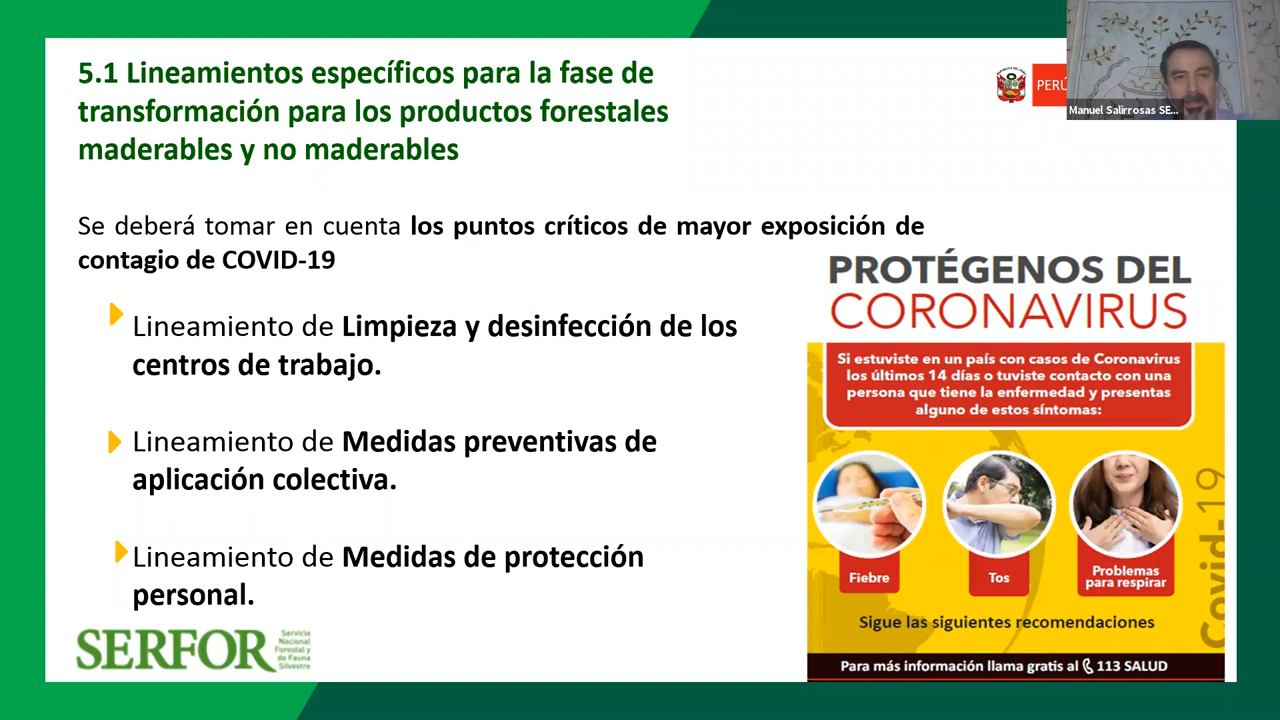 5.1 Lineamientos específicos para la fase de
transformación para los productos forestales
maderables y no maderables
PERÚ
Manuel Salirrosas SE...
Se deberá tomar en cuenta los puntos críticos de mayor exposición de
contagio de COVID-19
Lineamiento de Limpieza y desinfección de los
centros de trabajo.
Lineamiento de Medidas preventivas de
aplicación colectiva.
Lineamiento de Medidas de protección
personal.
SERFOR
Servicio
Nacional
Forestal y
de Fauna
Silvestre
PROTÉGENOS DEL
CORONAVIRUS
Si estuviste en un país con casos de Coronavirus
los últimos 14 días o tuviste contacto con una
persona que tiene la enfermedad y presentas
alguno de estos síntomas:
Fiebre
Tos
Problemas
para respirar
Covid-19
Sigue las siguientes recomendaciones
Para más información llama gratis al 113 SALUD